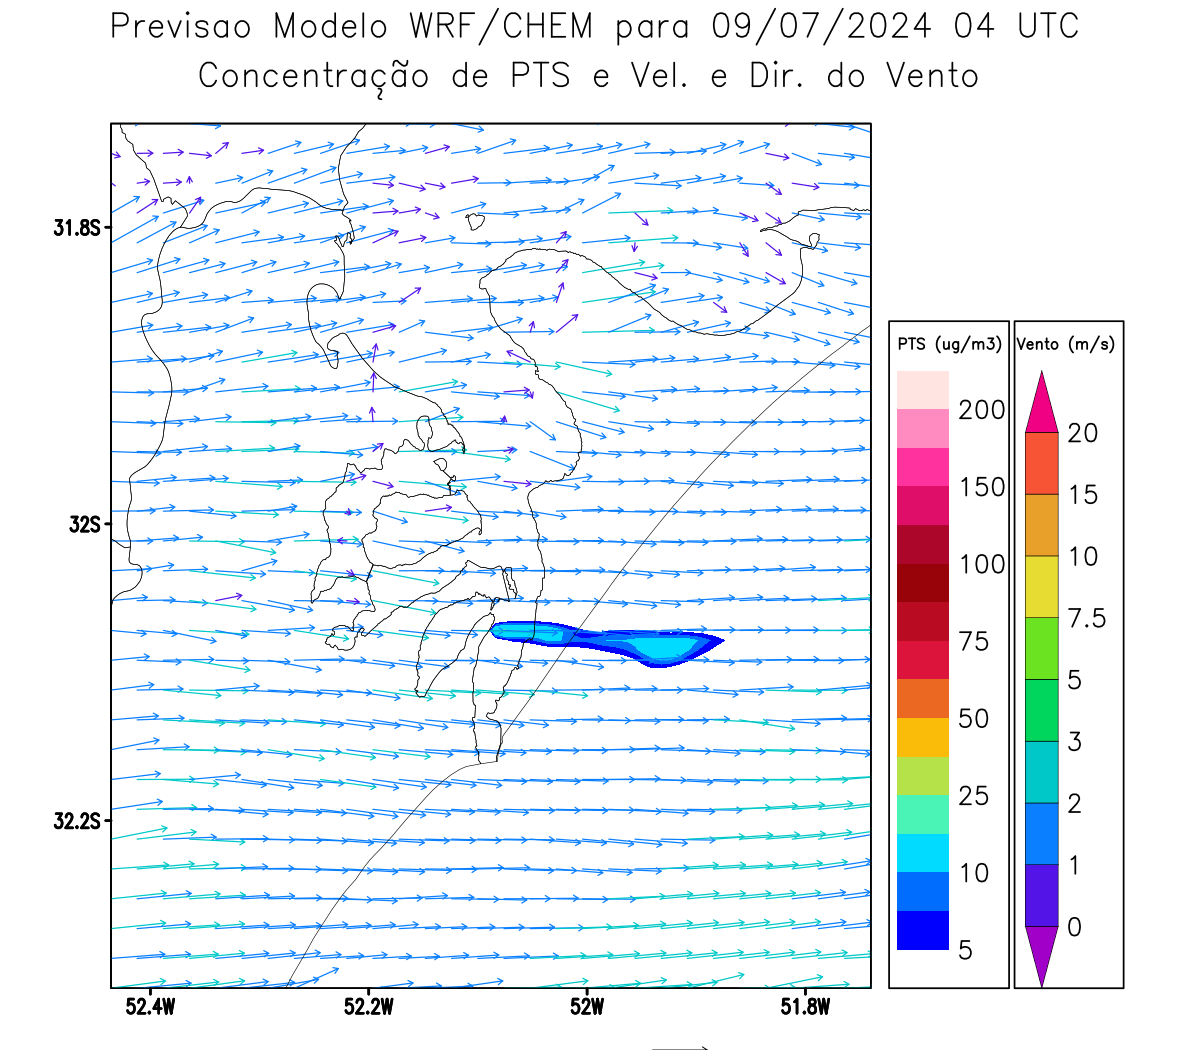 Previsao Modelo WRF/CHEM para 09/07/2024 04 UTC
Concentração de PTS e Vel. e Dir. do Vento
31.8S
32S
32.2S
52.4W 52.2W 52W 51.8W
PTS (ug/m3)
200
150
100
75
50
25
10
5
Vento (m/s)
20
15
10
7.5
5
3
2
1
0